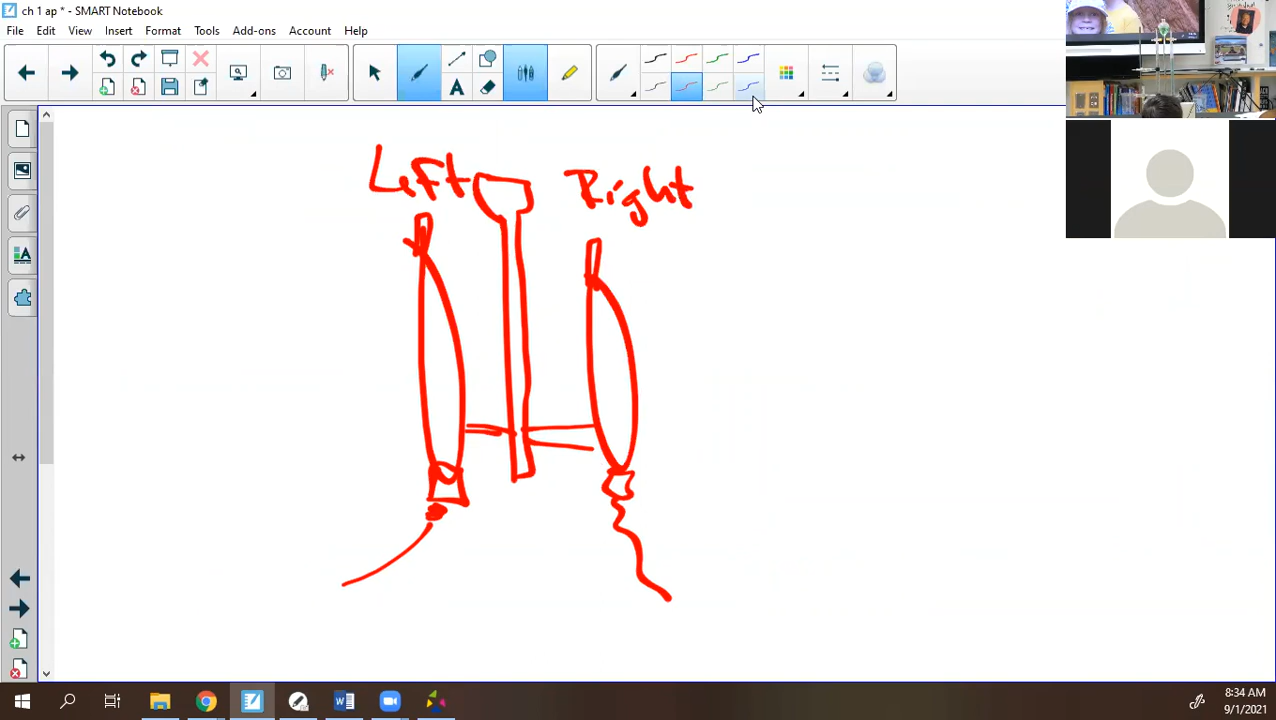 ch 1 ap * - SMART Notebook
File Edit View Insert Format Tools Add-ons Account Help
A
Left Right
A
8:34 AM
9/1/2021